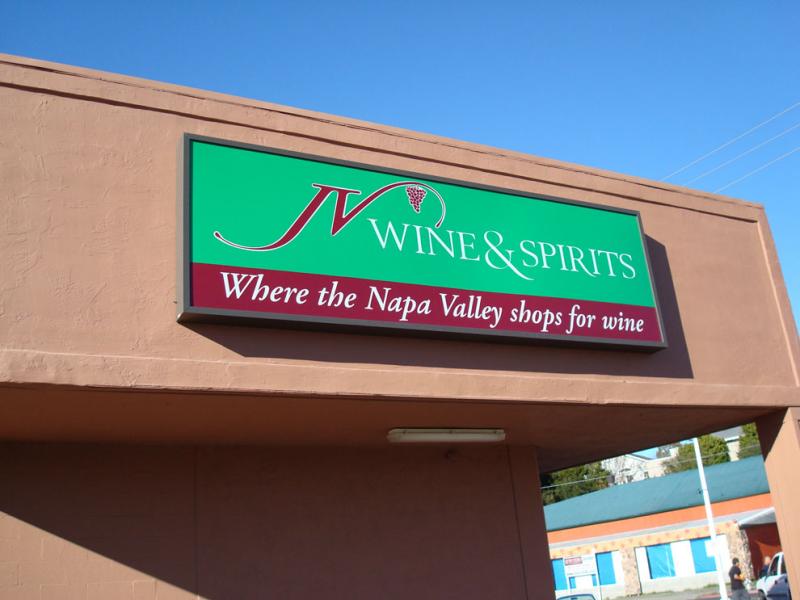 JV WINE & SPIRITS
Where the Napa Valley shops for wine